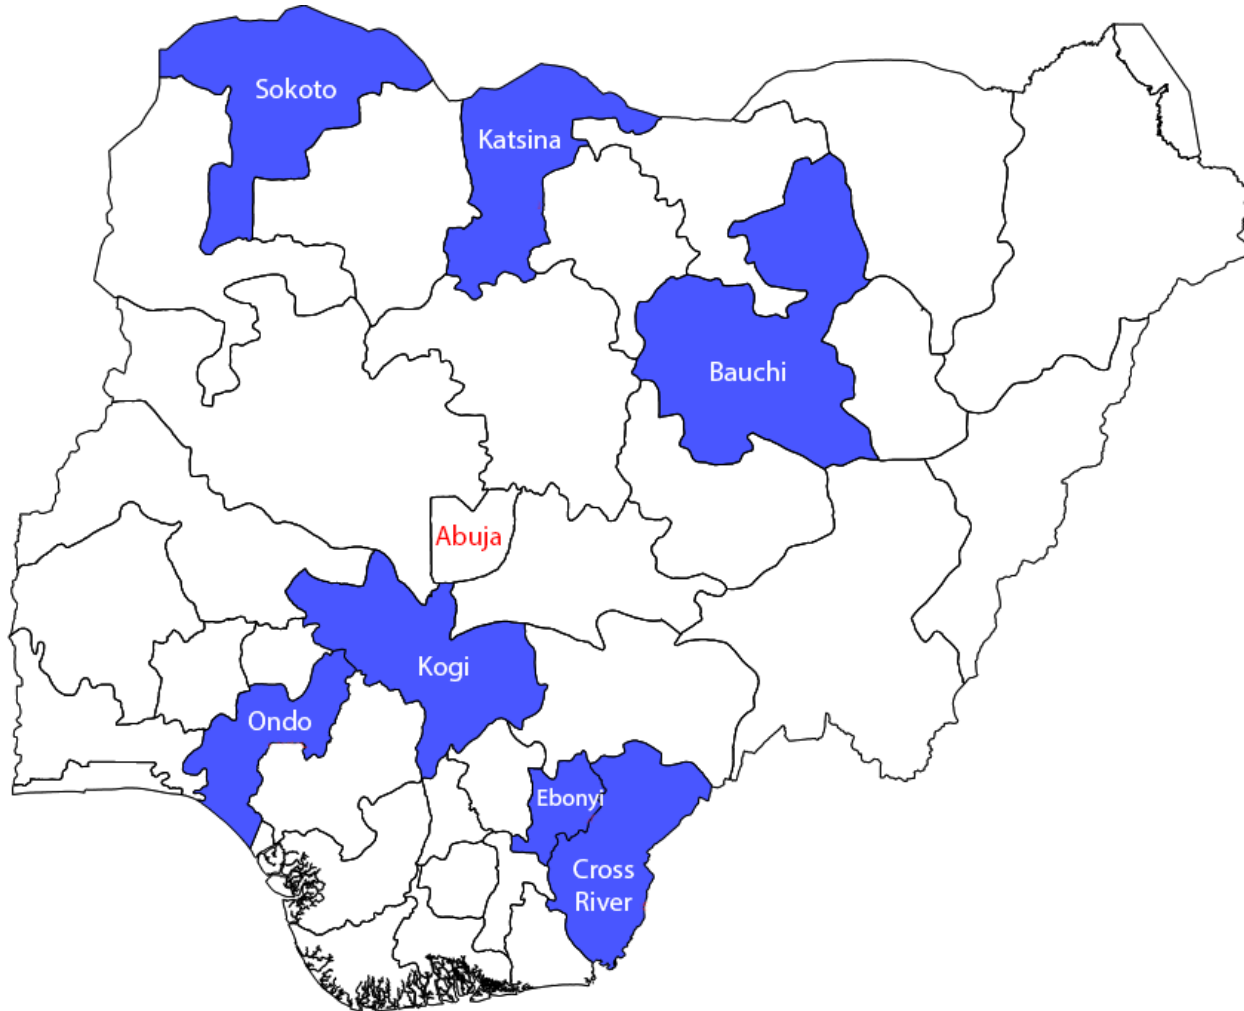 Sokoto
Katsina
Bauchi
Abuja
Kogi
Ondo
Ebonyi
Cross
River